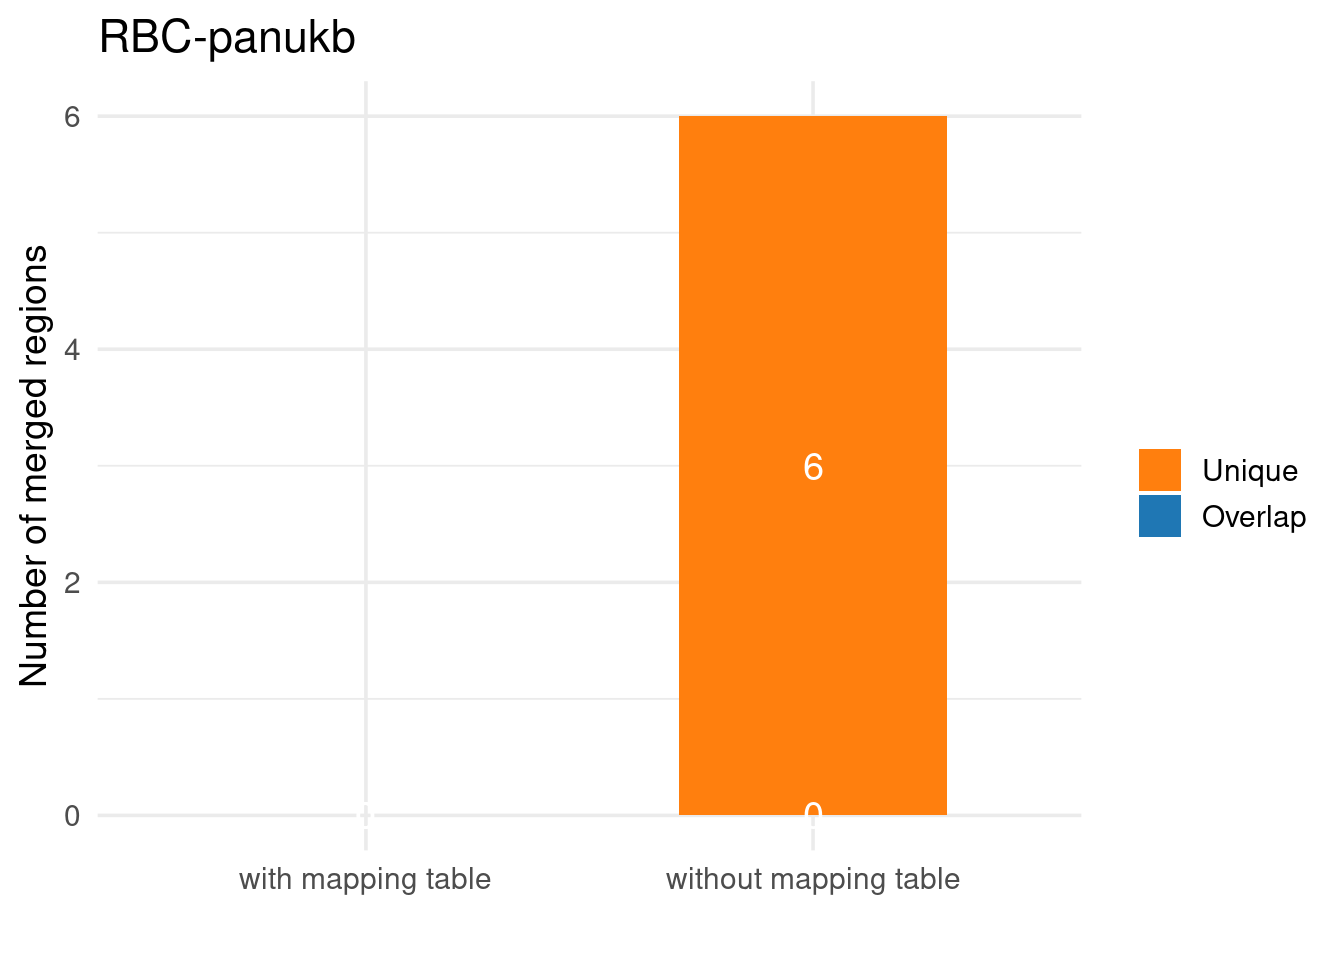 RBC-panukb
Number of merged regions
6
4
2
0
6
0
with mapping table
without mapping table
Unique
Overlap